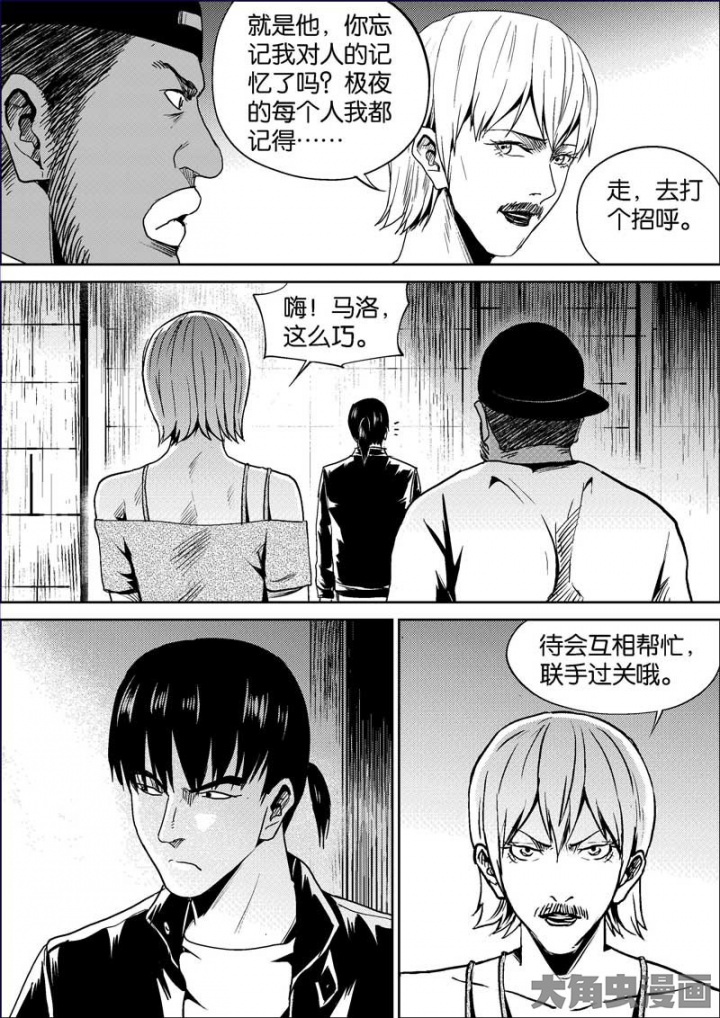 就是他，你忘
记我对人的记
忆了吗？极夜
的每个人我都
记得……
走，去打
个招呼。
嗨！马洛，
这么巧。
待会互相帮忙，
联手过关哦。
大角虫漫画